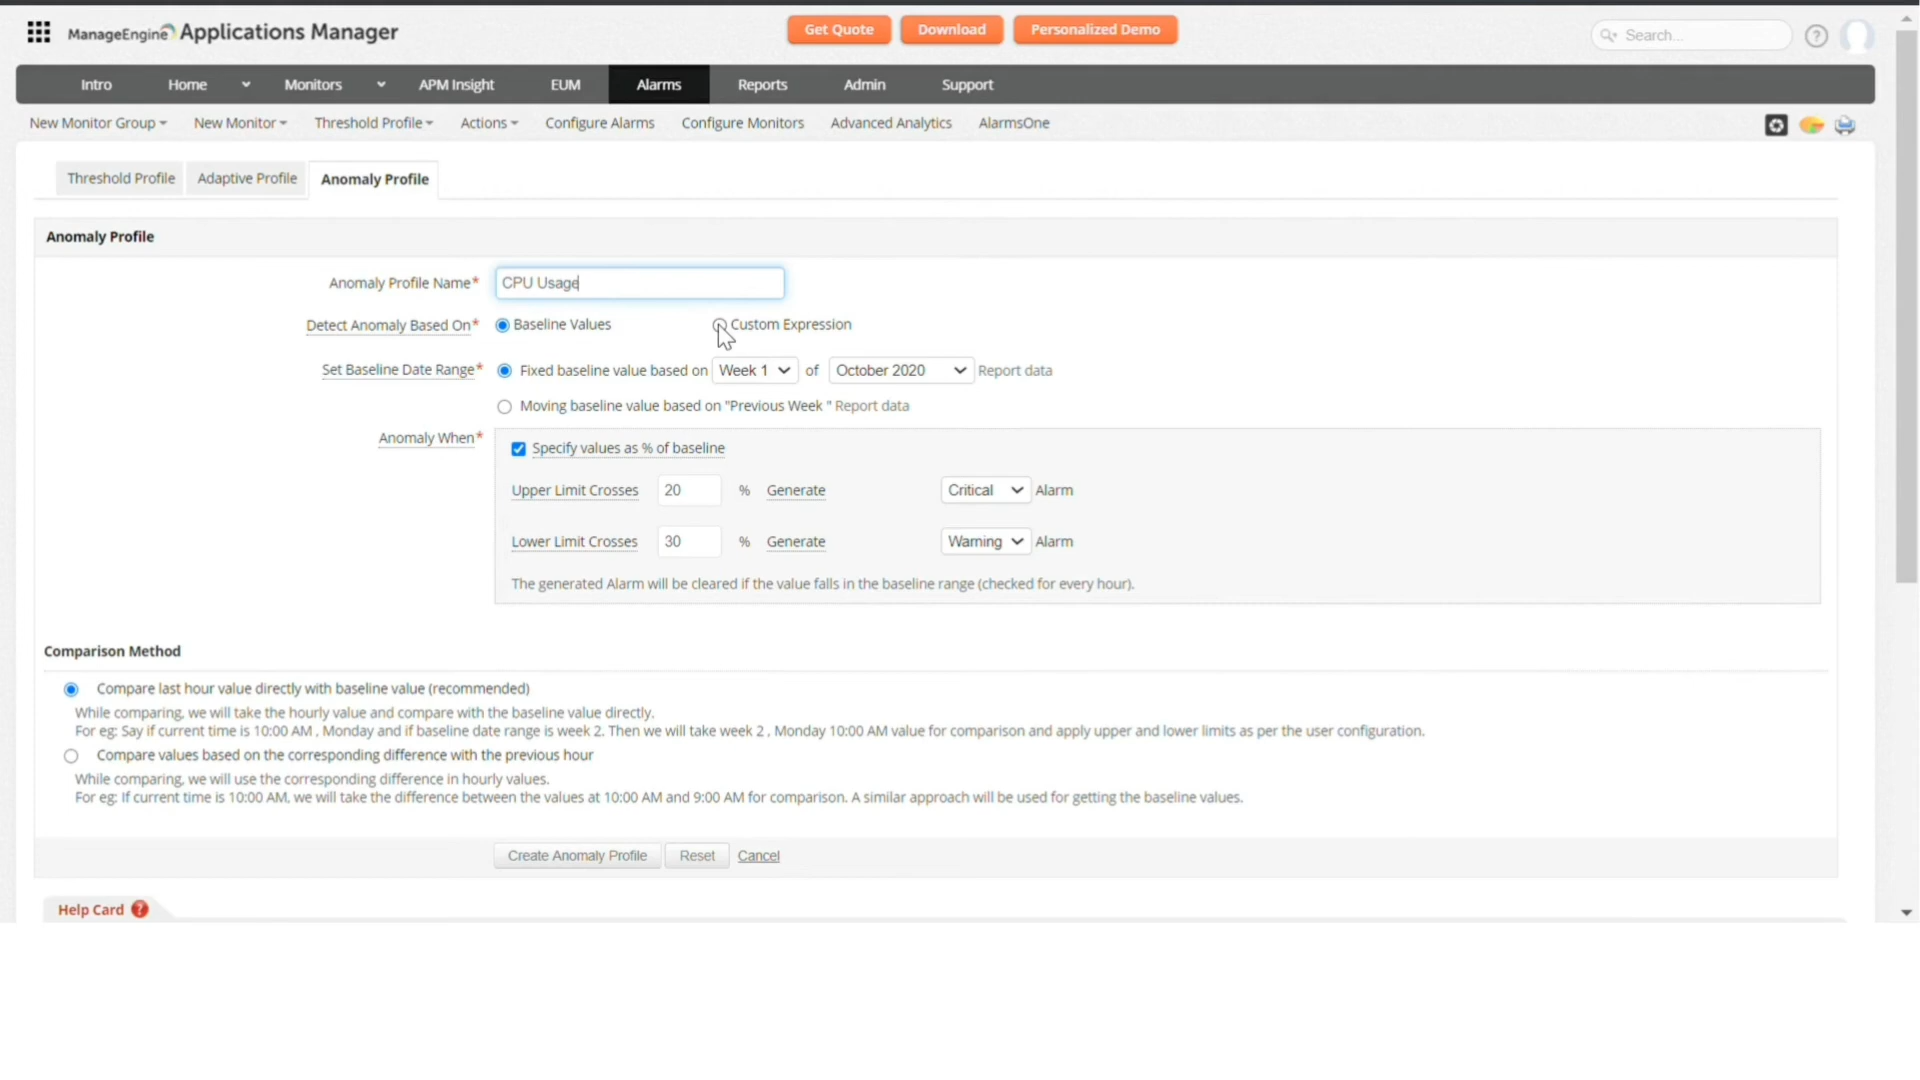 ManageEngine Applications Manager
Get Quote Download Personalized Demo
Search...
Intro Home Monitors APM Insight EUM Alarms Reports Admin Support
New Monitor Group New Monitor Threshold Profile Actions Configure Alarms Configure Monitors Advanced Analytics AlarmsOne
Threshold Profile Adaptive Profile Anomaly Profile
Anomaly Profile
Anomaly Profile Name* CPU Usage
Detect Anomaly Based On* Baseline Values Custom Expression
Set Baseline Date Range* Fixed baseline value based on Week 1 of October 2020 Report data
Moving baseline value based on "Previous Week " Report data
Anomaly When* Specify values as % of baseline
Upper Limit Crosses 20 % Generate Critical Alarm
Lower Limit Crosses 30 % Generate Warning Alarm
The generated Alarm will be cleared if the value falls in the baseline range (checked for every hour).
Comparison Method
Compare last hour value directly with baseline value (recommended)
While comparing, we will take the hourly value and compare with the baseline value directly.
For eg: Say if current time is 10:00 AM , Monday and if baseline date range is week 2. Then we will take week 2 , Monday 10:00 AM value for comparison and apply upper and lower limits as per the user configuration.
Compare values based on the corresponding difference with the previous hour
While comparing, we will use the corresponding difference in hourly values.
For eg: If current time is 10:00 AM, we will take the difference between the values at 10:00 AM and 9:00 AM for comparison. A similar approach will be used for getting the baseline values.
Create Anomaly Profile Reset Cancel
Help Card ?